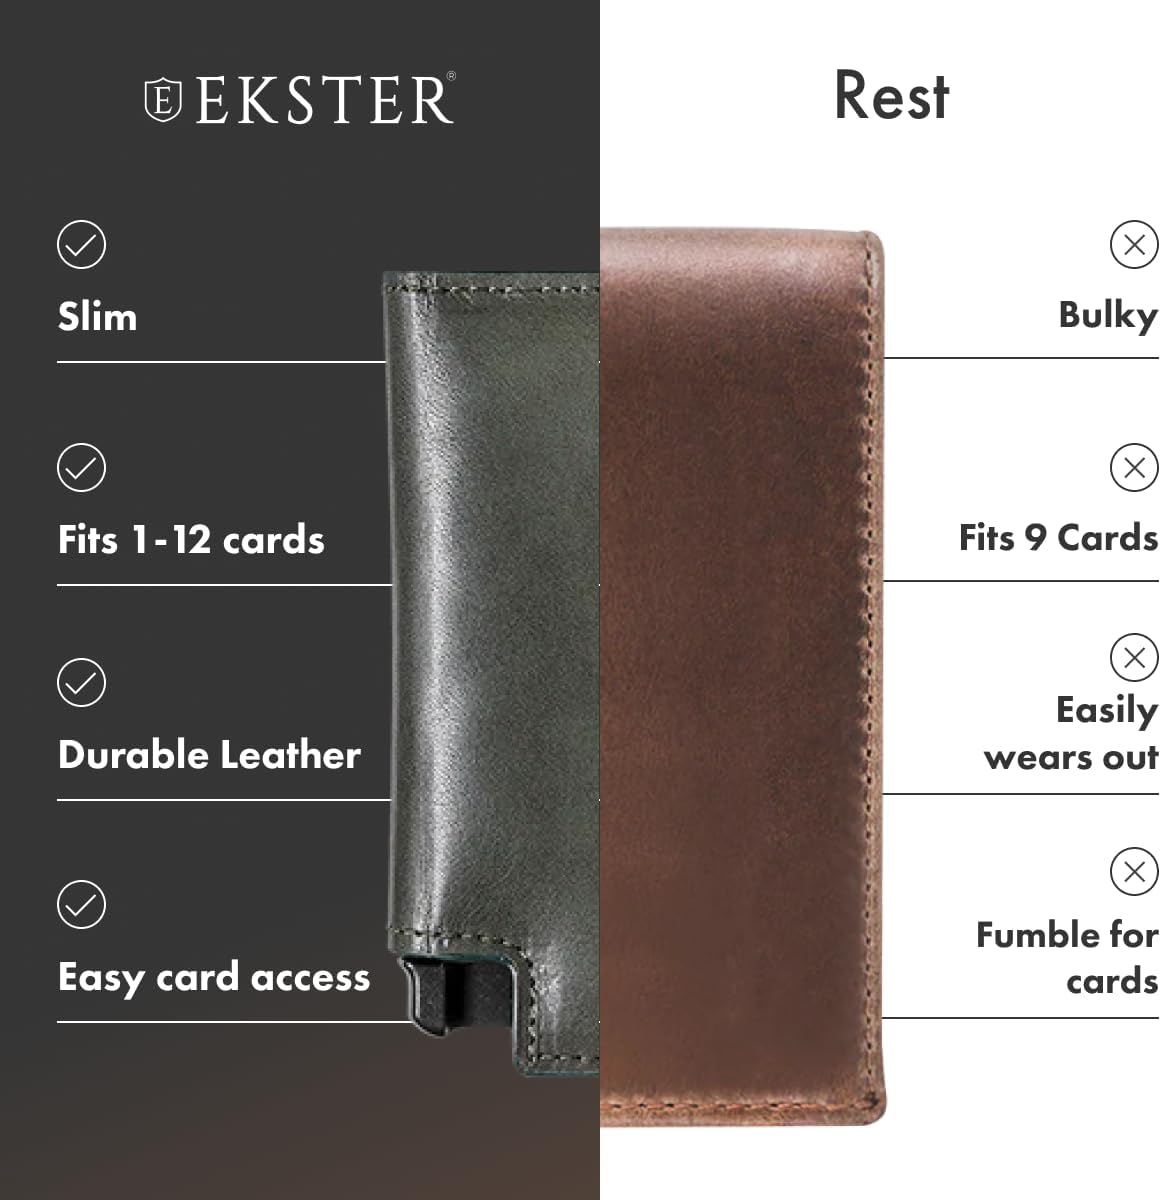 E EKSTER®
Slim
Fits 1-12 cards
Durable Leather
Easy card access
Rest
Bulky
Fits 9 Cards
Easily
wears out
Fumble for
cards